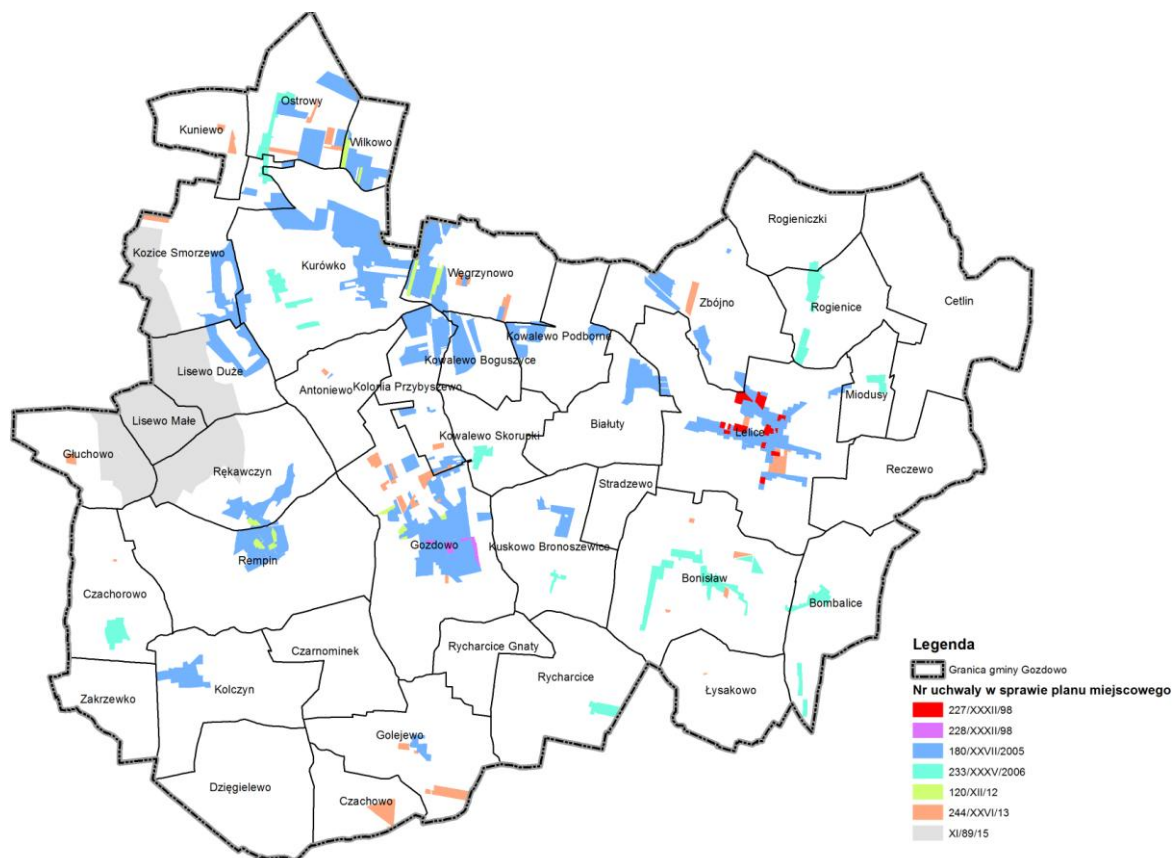 Ostrowy
Kuniewo
Wilkowo
Rogieniczki
Kozice Smorzewo
Kurówko
Węgrzynowo
Zbójno
Rogienice
Cetlin
Kowalewo Podborne
Kowalewo Boguszyce
Lisewo Duże
Antoniewo
Kolonia Przybyszewo
Miodusy
Lisewo Małe
Kowalewo Skorupki
Białuty
Lelice
Głuchowo
Rękawczyn
Reczewo
Stradzewo
Gozdowo
Kuskowo Bronoszewice
Rempin
Bonisław
Czachorowo
Bombalice
Czarnominek
Rycharcice Gnaty
Rycharcice
Zakrzewko
Kolczyn
Łysakowo
Golejewo
Dzięgielewo
Czachowo
Legenda
Granica gminy Gozdowo
Nr uchwały w sprawie planu miejscowego
227/XXXII/98
228/XXXII/98
180/XXVII/2005
233/XXXV/2006
120/XII/12
244/XXVI/13
XI/89/15